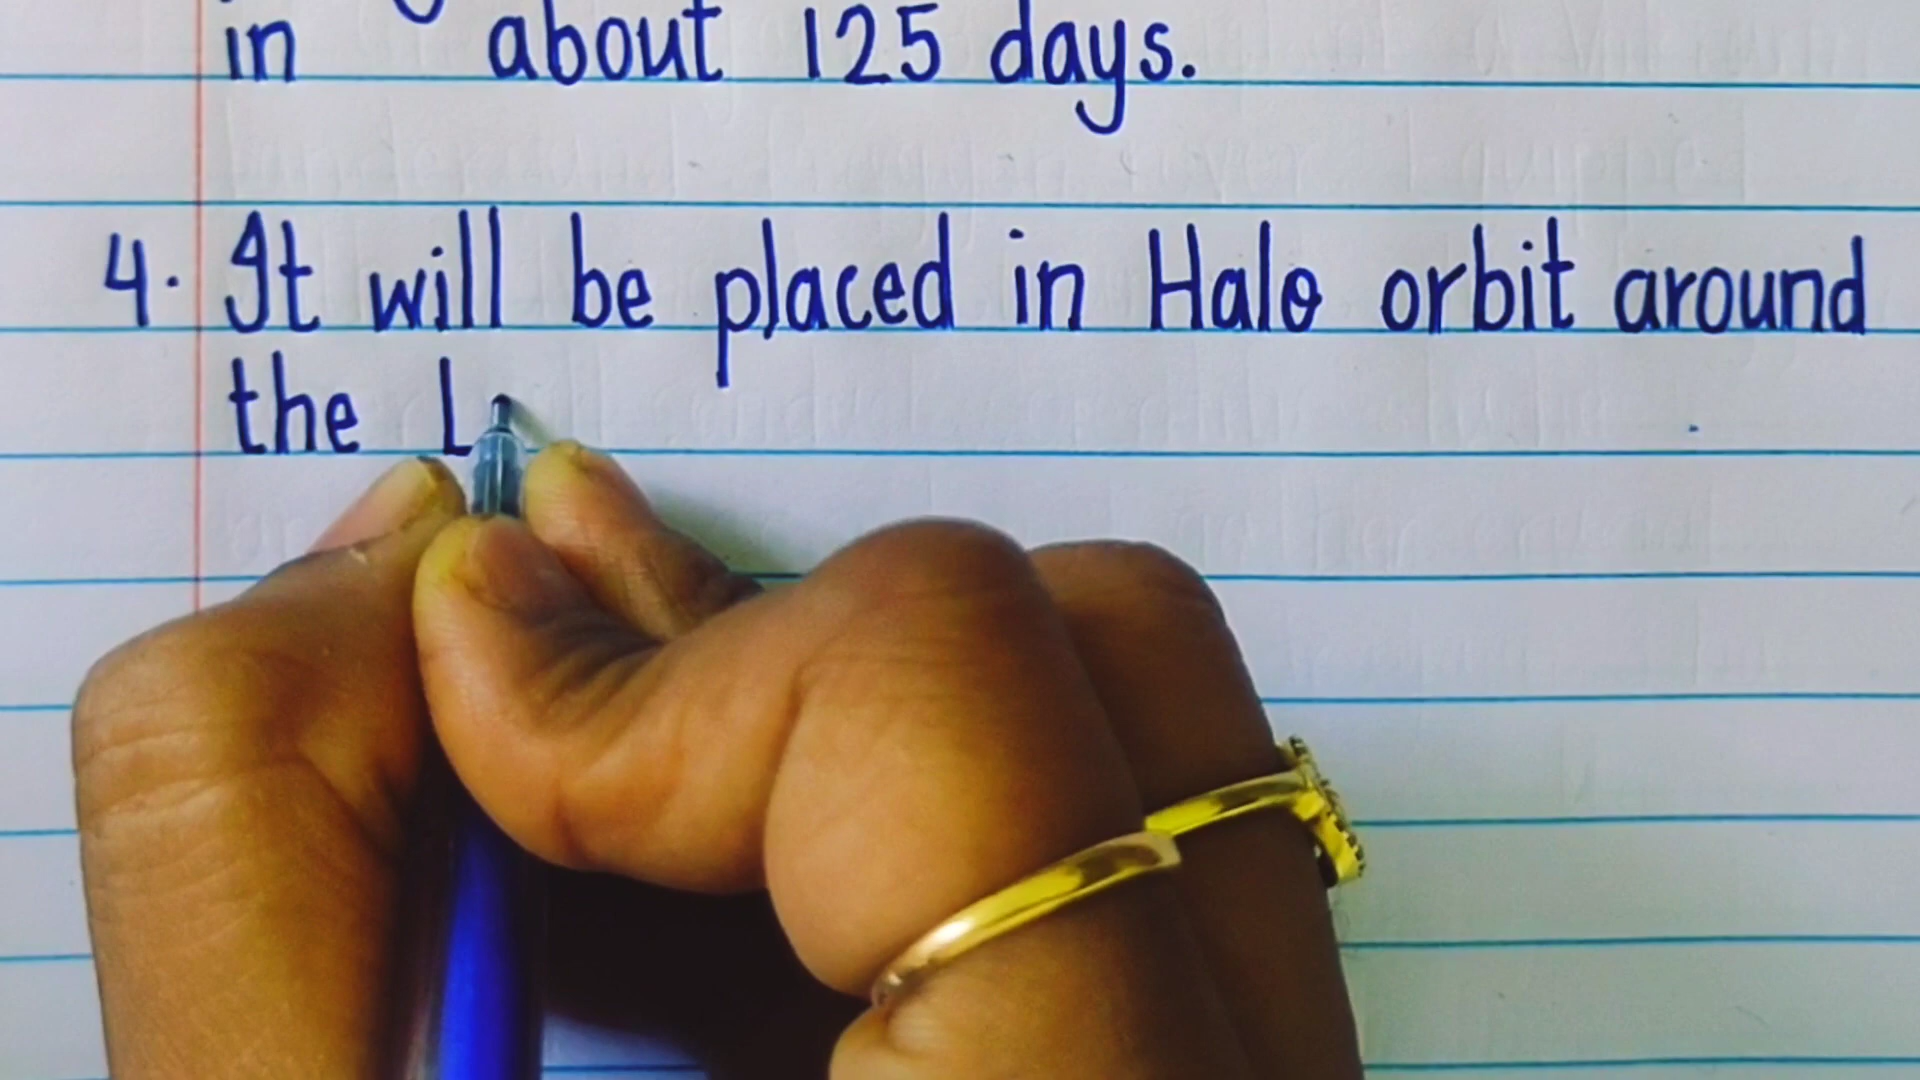 in about 125 days.
4. It will be placed in Halo orbit around
the L